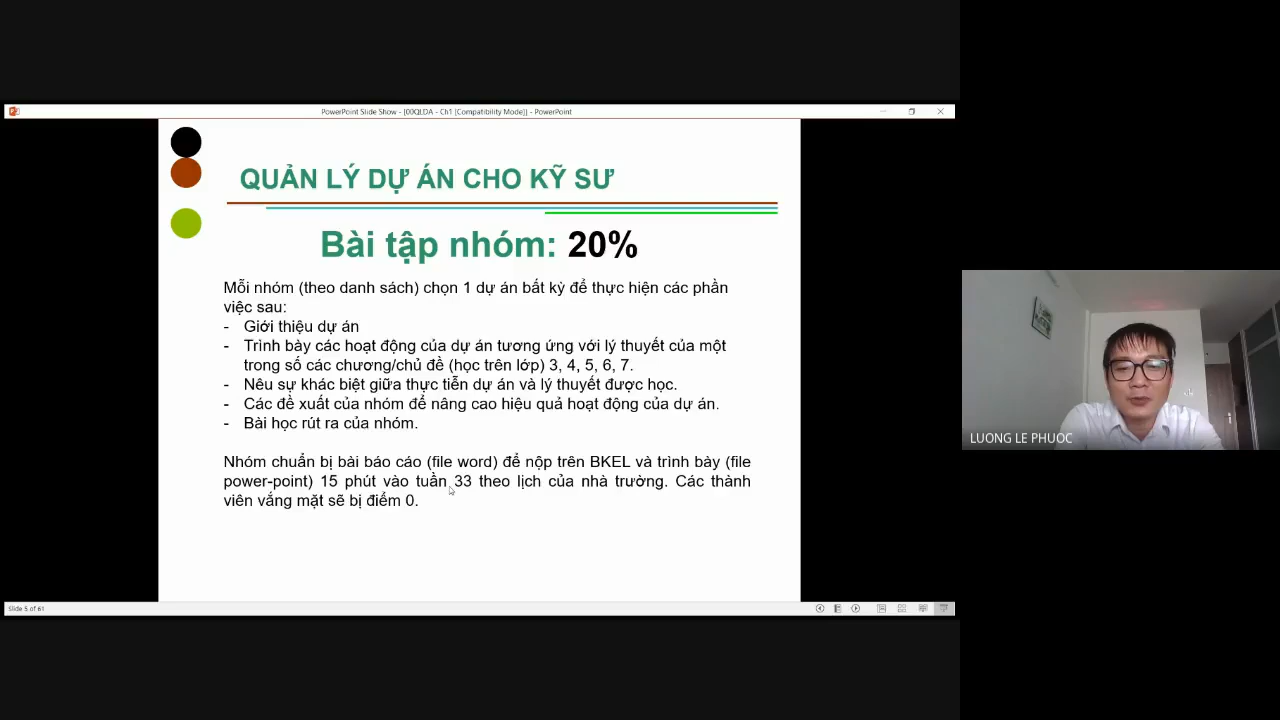 PowerPoint Slide Show - [00QLDA - Ch1 [Compatibility Mode]] - PowerPoint
QUẢN LÝ DỰ ÁN CHO KỸ SƯ
Bài tập nhóm: 20%
Mỗi nhóm (theo danh sách) chọn 1 dự án bất kỳ để thực hiện các phần
việc sau:
- Giới thiệu dự án
- Trình bày các hoạt động của dự án tương ứng với lý thuyết của một
trong số các chương/chủ đề (học trên lớp) 3, 4, 5, 6, 7.
- Nêu sự khác biệt giữa thực tiễn dự án và lý thuyết được học.
- Các đề xuất của nhóm để nâng cao hiệu quả hoạt động của dự án.
- Bài học rút ra của nhóm.
Nhóm chuẩn bị bài báo cáo (file word) để nộp trên BKEL và trình bày (file
power-point) 15 phút vào tuần 33 theo lịch của nhà trường. Các thành
viên vắng mặt sẽ bị điểm 0.
Slide 5 of 61
LUONG LE PHUOC